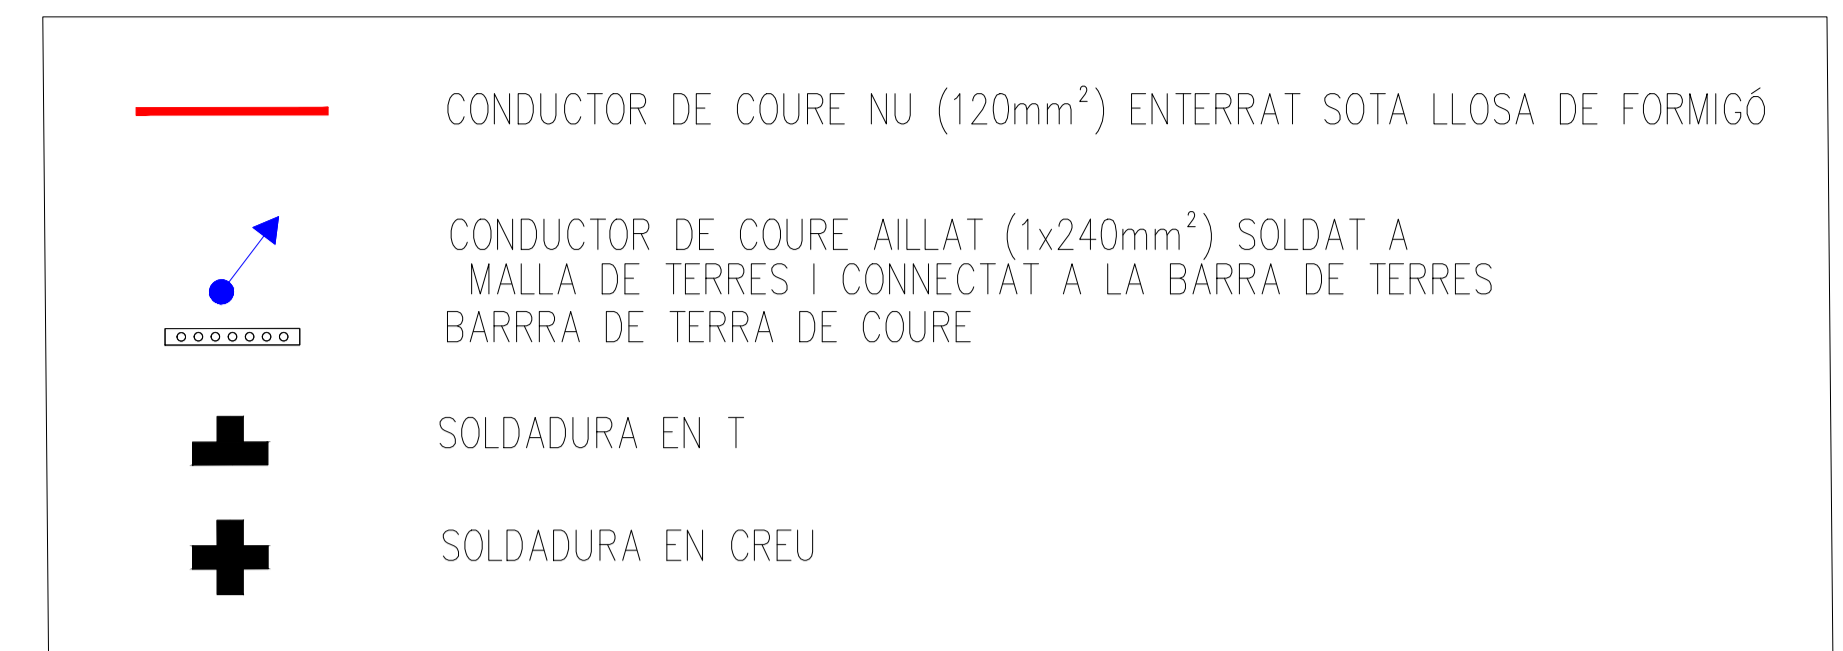 CONDUCTOR DE COURE NU (120mm²) ENTERRAT SOTA LLOSA DE FORMIGÓ
CONDUCTOR DE COURE AILLAT (1x240mm²) SOLDAT A
MALLA DE TERRES I CONNECTAT A LA BARRA DE TERRES
BARRRA DE TERRA DE COURE
SOLDADURA EN T
SOLDADURA EN CREU